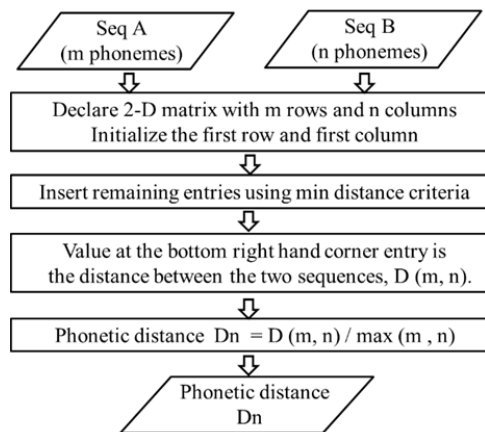 Seq A
(m phonemes)
Seq B
(n phonemes)
Declare 2-D matrix with m rows and n columns
Initialize the first row and first column
Insert remaining entries using min distance criteria
Value at the bottom right hand corner entry is
the distance between the two sequences, D (m, n).
Phonetic distance Dn = D (m, n) / max (m , n)
Phonetic distance
Dn